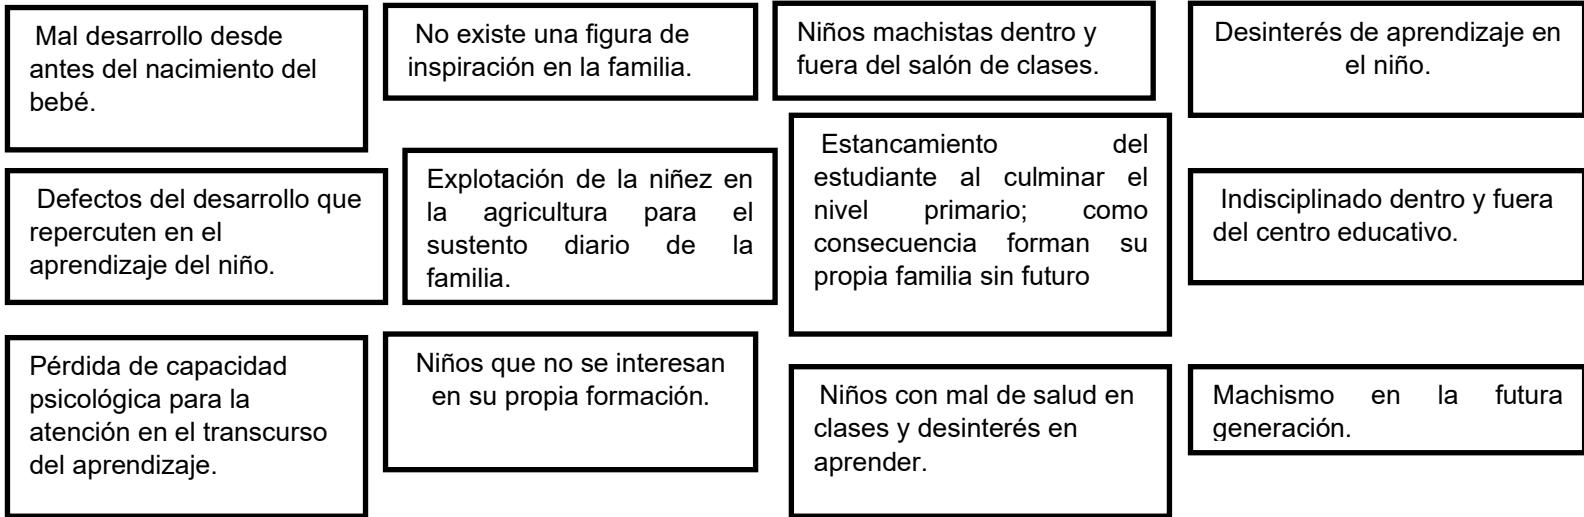 Mal desarrollo desde
antes del nacimiento del
bebé.
No existe una figura de
inspiración en la familia.
Niños machistas dentro y
fuera del salón de clases.
Desinterés de aprendizaje en
el niño.
Defectos del desarrollo que
repercuten en el
aprendizaje del niño.
Explotación de la niñez en
la agricultura para el
sustento diario de la
familia.
Estancamiento del
estudiante al culminar el
nivel primario; como
consecuencia forman su
propia familia sin futuro
Indisciplinado dentro y fuera
del centro educativo.
Pérdida de capacidad
psicológica para la
atención en el transcurso
del aprendizaje.
Niños que no se interesan
en su propia formación.
Niños con mal de salud en
clases y desinterés en
aprender.
Machismo en la futura
generación.